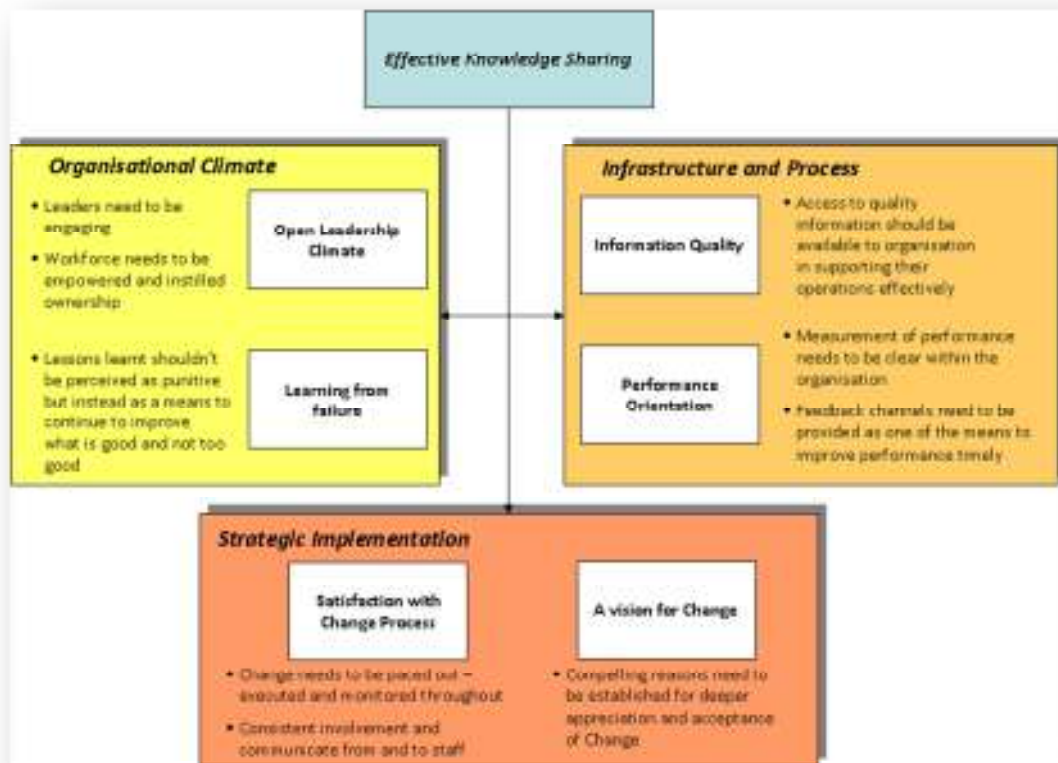 Effective Knowledge Sharing
Organisational Climate
• Leaders need to be
engaging
• Workforce needs to be
empowered and instilled
ownership
• Lessons learnt shouldn't
be perceived as punitive
but instead as a means to
continue to improve
what is good and not too
good
Open Leadership
Climate
Learning from
failure
Infrastructure and Process
Information Quality
Performance
Orientation
• Access to quality
information should be
available to organisation
in supporting their
operations effectively
• Measurement of performance
needs to be clear within the
organisation
• Feedback channels need to be
provided as one of the means to
improve performance timely
Strategic Implementation
Satisfaction with
Change Process
• Change needs to be paced out –
executed and monitored throughout
• Consistent involvement and
communicate from and to staff
A vision for Change
• Compelling reasons need to
be established for deeper
appreciation and acceptance
of Change